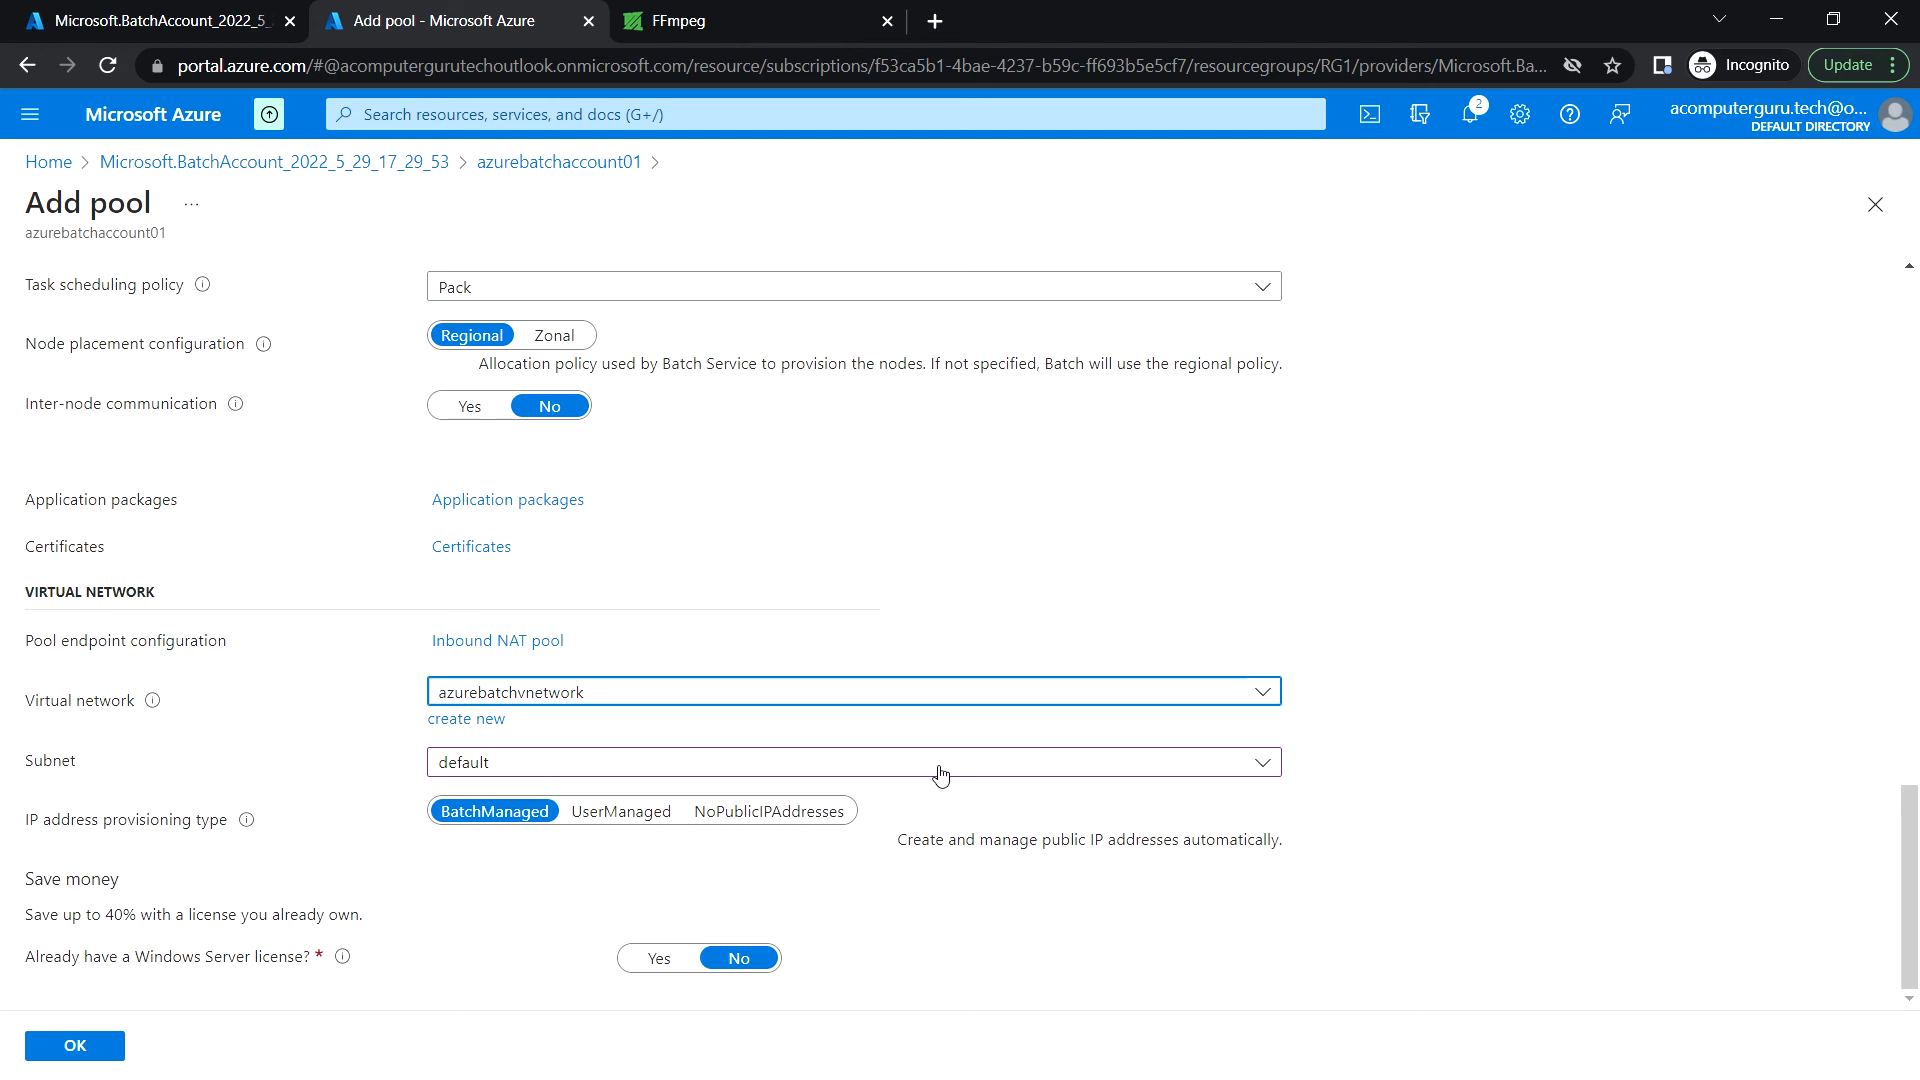 Microsoft.BatchAccount_2022_5_
Add pool - Microsoft Azure
FFmpeg
portal.azure.com/#@acomputergurutechoutlook.onmicrosoft.com/resource/subscriptions/f53ca5b1-4bae-4237-b59c-ff693b5e5cf7/resourcegroups/RG1/providers/Microsoft.Ba...
Incognito
Update
Microsoft Azure
Search resources, services, and docs (G+/)
2
acomputerguru.tech@o...
DEFAULT DIRECTORY
Home > Microsoft.BatchAccount_2022_5_29_17_29_53 > azurebatchaccount01 >
Add pool ...
azurebatchaccount01
Task scheduling policy
Pack
Node placement configuration
Regional Zonal
Allocation policy used by Batch Service to provision the nodes. If not specified, Batch will use the regional policy.
Inter-node communication
Yes No
Application packages
Application packages
Certificates
Certificates
VIRTUAL NETWORK
Pool endpoint configuration
Inbound NAT pool
Virtual network
azurebatchvnetwork
create new
Subnet
default
IP address provisioning type
BatchManaged UserManaged NoPublicIPAddresses
Create and manage public IP addresses automatically.
Save money
Save up to 40% with a license you already own.
Already have a Windows Server license? *
Yes No
OK